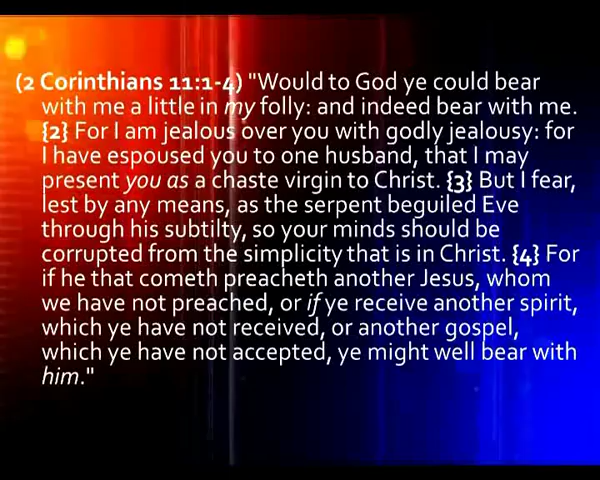 (2 Corinthians 11:1-4) "Would to God ye could bear
with me a little in my folly: and indeed bear with me.
{2} For I am jealous over you with godly jealousy: for
I have espoused you to one husband, that I may
present you as a chaste virgin to Christ. {3} But I fear,
lest by any means, as the serpent beguiled Eve
through his subtilty, so your minds should be
corrupted from the simplicity that is in Christ. {4} For
if he that cometh preacheth another Jesus, whom
we have not preached, or if ye receive another spirit,
which ye have not received, or another gospel,
which ye have not accepted, ye might well bear with
him."